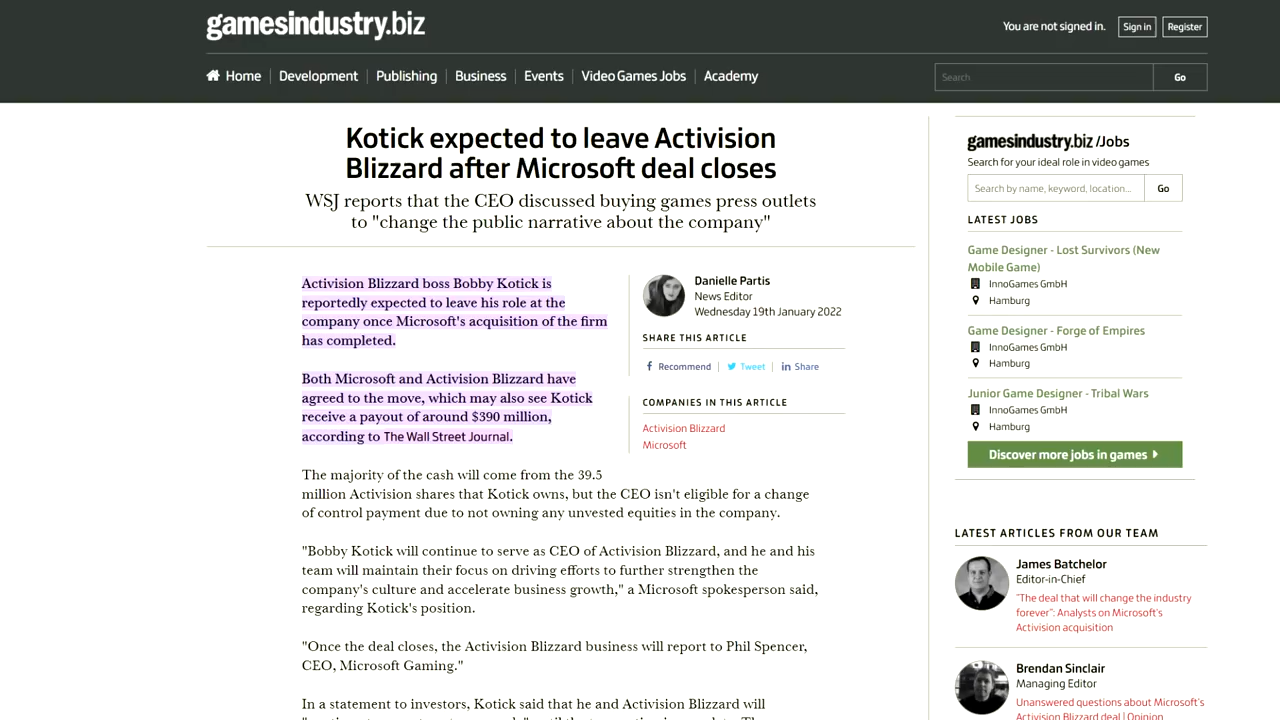 gamesindustry.biz
You are not signed in.
Sign in
Register
Home
Development
Publishing
Business
Events
Video Games Jobs
Academy
Search
Go
Kotick expected to leave Activision
Blizzard after Microsoft deal closes
WSJ reports that the CEO discussed buying games press outlets
to "change the public narrative about the company"
Activision Blizzard boss Bobby Kotick is
reportedly expected to leave his role at the
company once Microsoft's acquisition of the firm
has completed.
Both Microsoft and Activision Blizzard have
agreed to the move, which may also see Kotick
receive a payout of around $390 million,
according to The Wall Street Journal.
The majority of the cash will come from the 39.5
million Activision shares that Kotick owns, but the CEO isn't eligible for a change
of control payment due to not owning any unvested equities in the company.
"Bobby Kotick will continue to serve as CEO of Activision Blizzard, and he and his
team will maintain their focus on driving efforts to further strengthen the
company's culture and accelerate business growth," a Microsoft spokesperson said,
regarding Kotick's position.
"Once the deal closes, the Activision Blizzard business will report to Phil Spencer,
CEO, Microsoft Gaming."
In a statement to investors, Kotick said that he and Activision Blizzard will
Danielle Partis
News Editor
Wednesday 19th January 2022
SHARE THIS ARTICLE
Recommend
Tweet
Share
COMPANIES IN THIS ARTICLE
Activision Blizzard
Microsoft
gamesindustry.biz /Jobs
Search for your ideal role in video games
Search by name, keyword, location...
Go
LATEST JOBS
Game Designer - Lost Survivors (New
Mobile Game)
InnoGames GmbH
Hamburg
Game Designer - Forge of Empires
InnoGames GmbH
Hamburg
Junior Game Designer - Tribal Wars
InnoGames GmbH
Hamburg
Discover more jobs in games
LATEST ARTICLES FROM OUR TEAM
James Batchelor
Editor-in-Chief
"The deal that will change the industry
forever": Analysts on Microsoft's
Activision acquisition
Brendan Sinclair
Managing Editor
Unanswered questions about Microsoft's
Activision Blizzard deal | Opinion